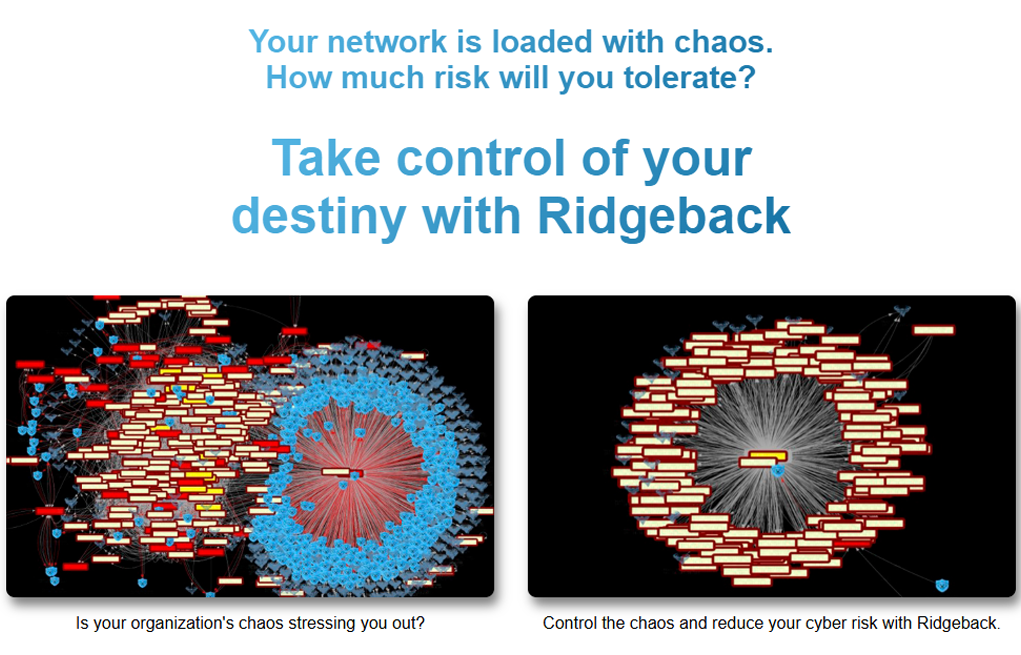 Your network is loaded with chaos.
How much risk will you tolerate?
Take control of your
destiny with Ridgeback
Is your organization's chaos stressing you out?
Control the chaos and reduce your cyber risk with Ridgeback.